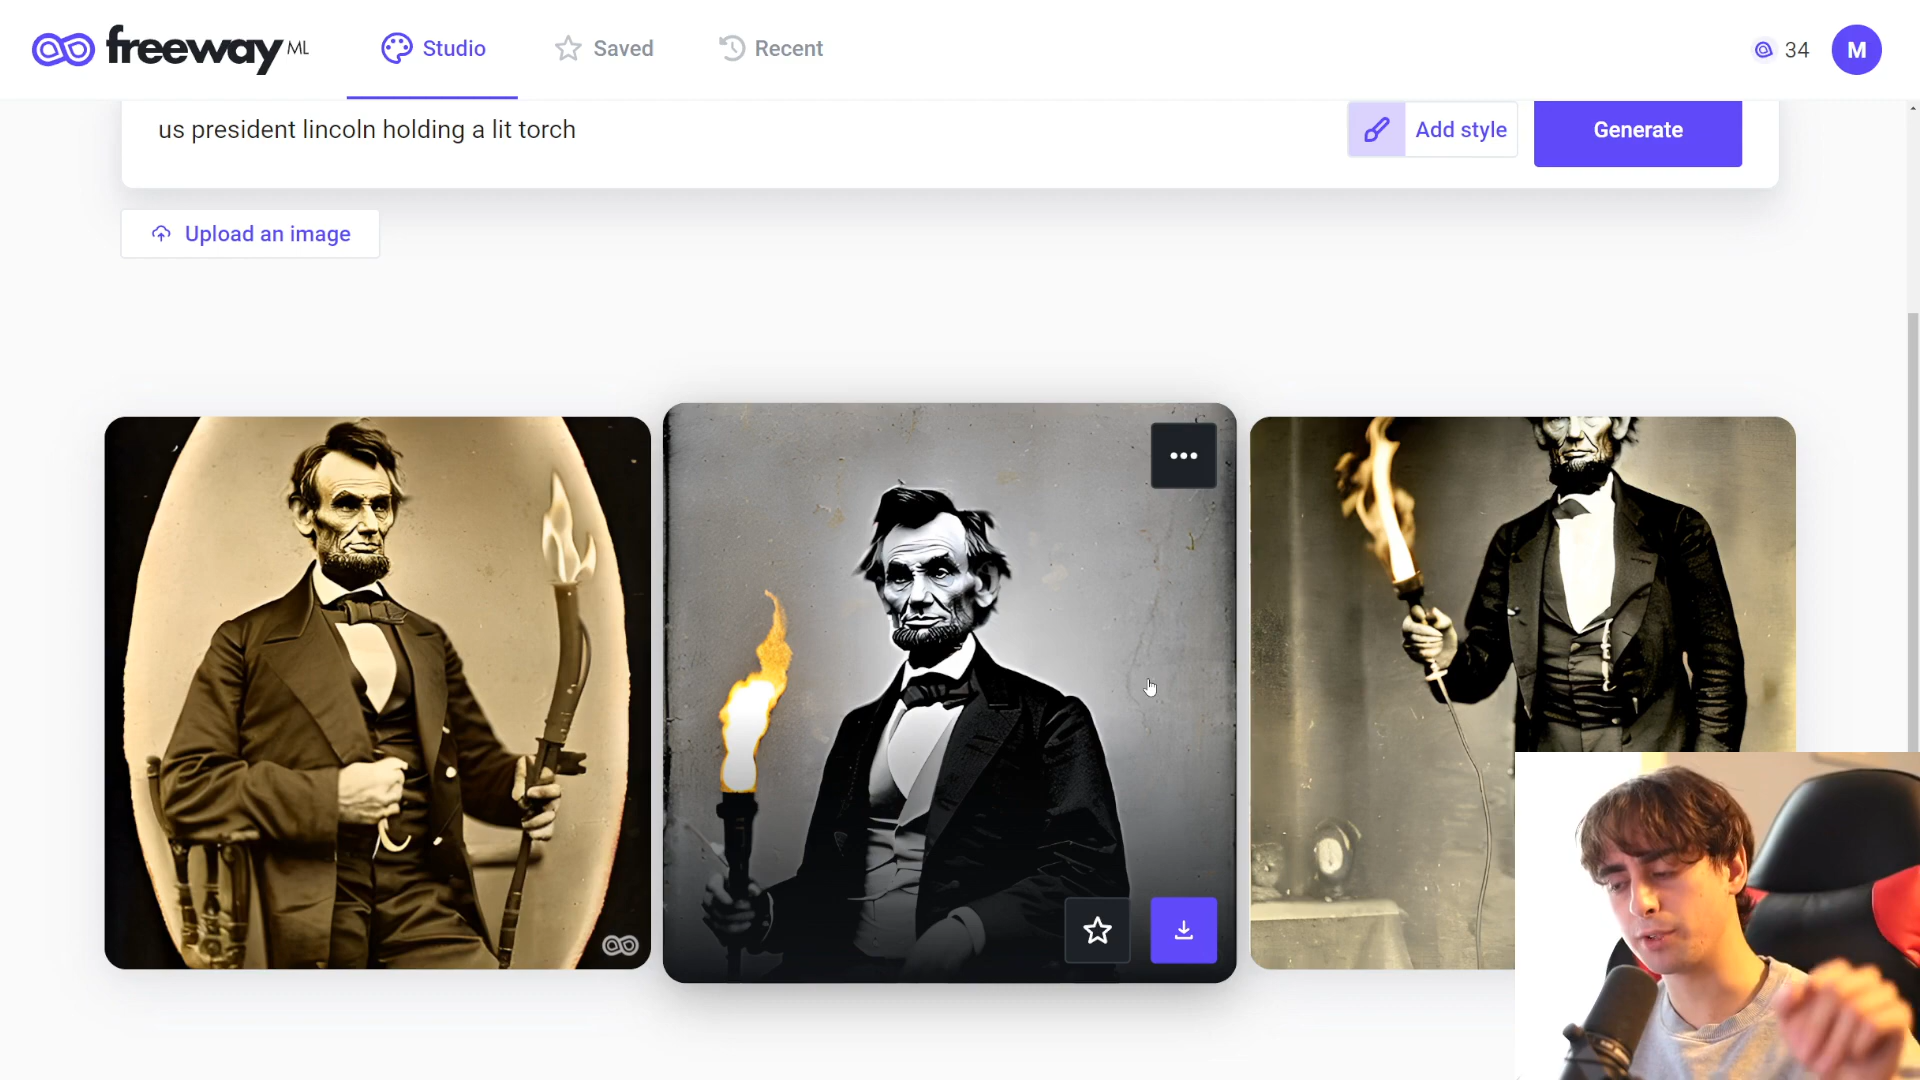 freeway ML
Studio
Saved
Recent
34
M
us president lincoln holding a lit torch
Add style
Generate
Upload an image